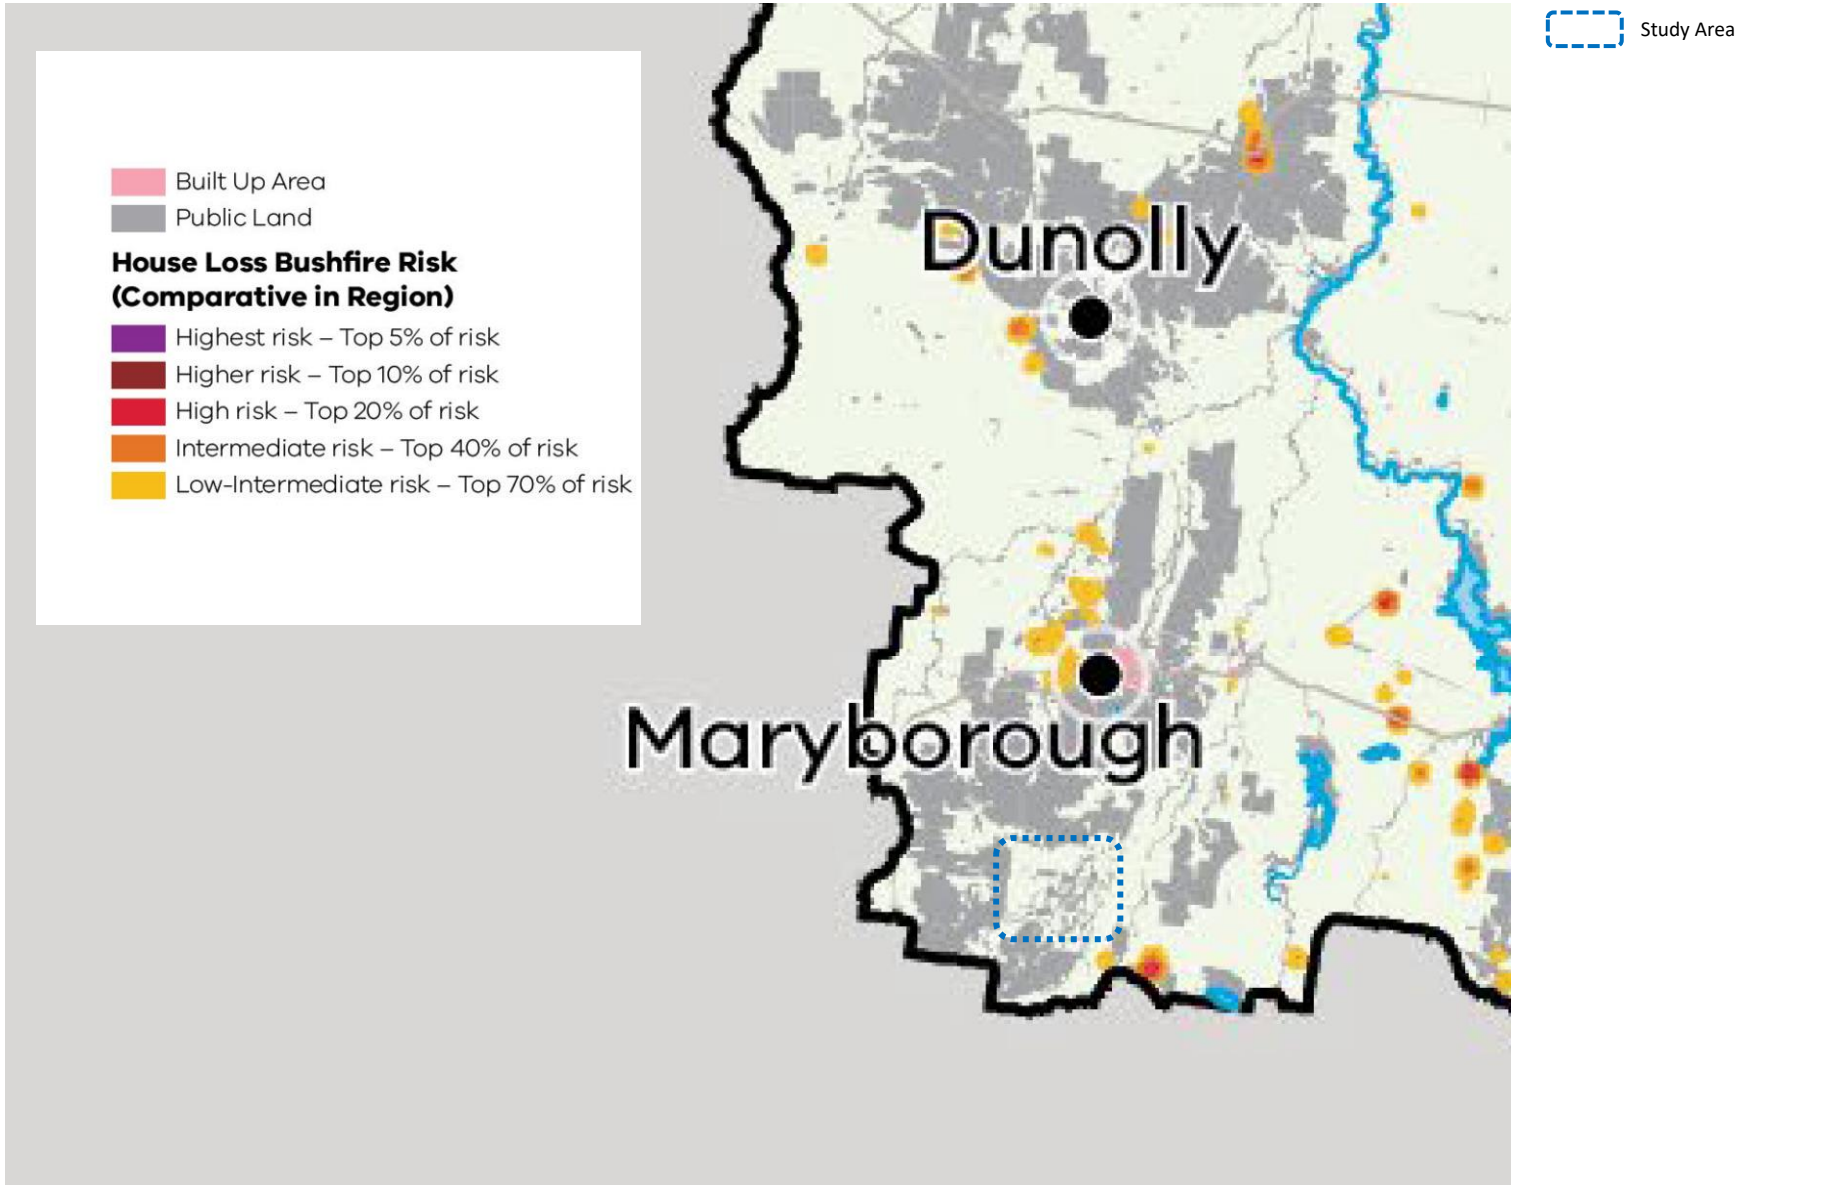 Study Area
Built Up Area
Public Land
House Loss Bushfire Risk
(Comparative in Region)
Highest risk – Top 5% of risk
Higher risk – Top 10% of risk
High risk – Top 20% of risk
Intermediate risk – Top 40% of risk
Low-Intermediate risk – Top 70% of risk
Dunolly
Maryborough